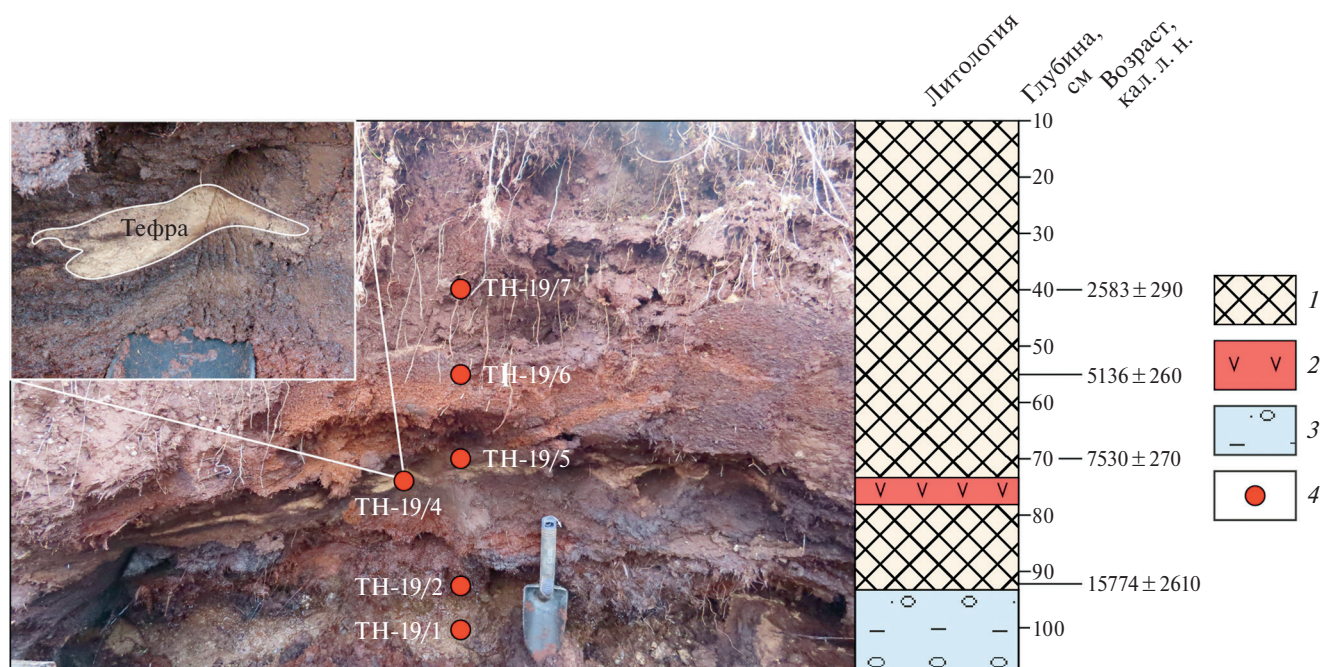 Литология
Глубина,
см
Возраст,
кал. л. н.
Тефра
ТН-19/7
ТН-19/6
ТН-19/5
ТН-19/4
ТН-19/2
ТН-19/1
10
20
30
40
2583 ± 290
50
5136 ± 260
60
70
7530 ± 270
80
90
15774 ± 2610
100
1
2
3
4